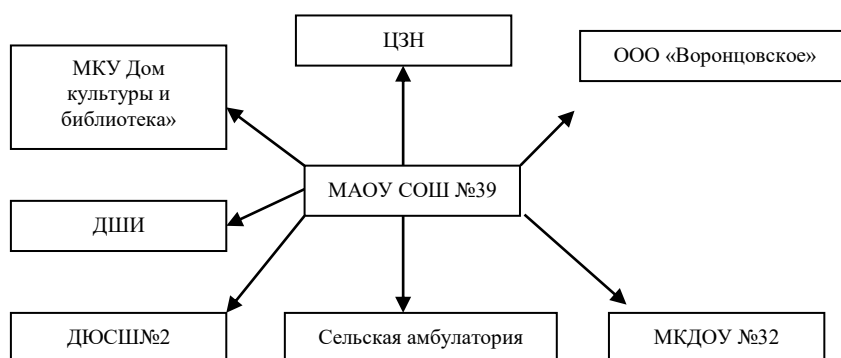 ЦЗН
МКУ Дом
культуры и
библиотека»
ООО «Воронцовское»
МАОУ СОШ №39
ДШИ
ДЮСШ№2
Сельская амбулатория
МКДОУ №32